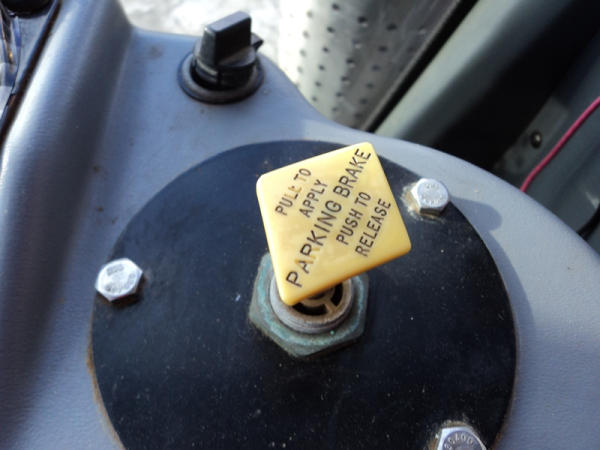 PULL TO
APPLY
PARKING BRAKE
PUSH TO
RELEASE